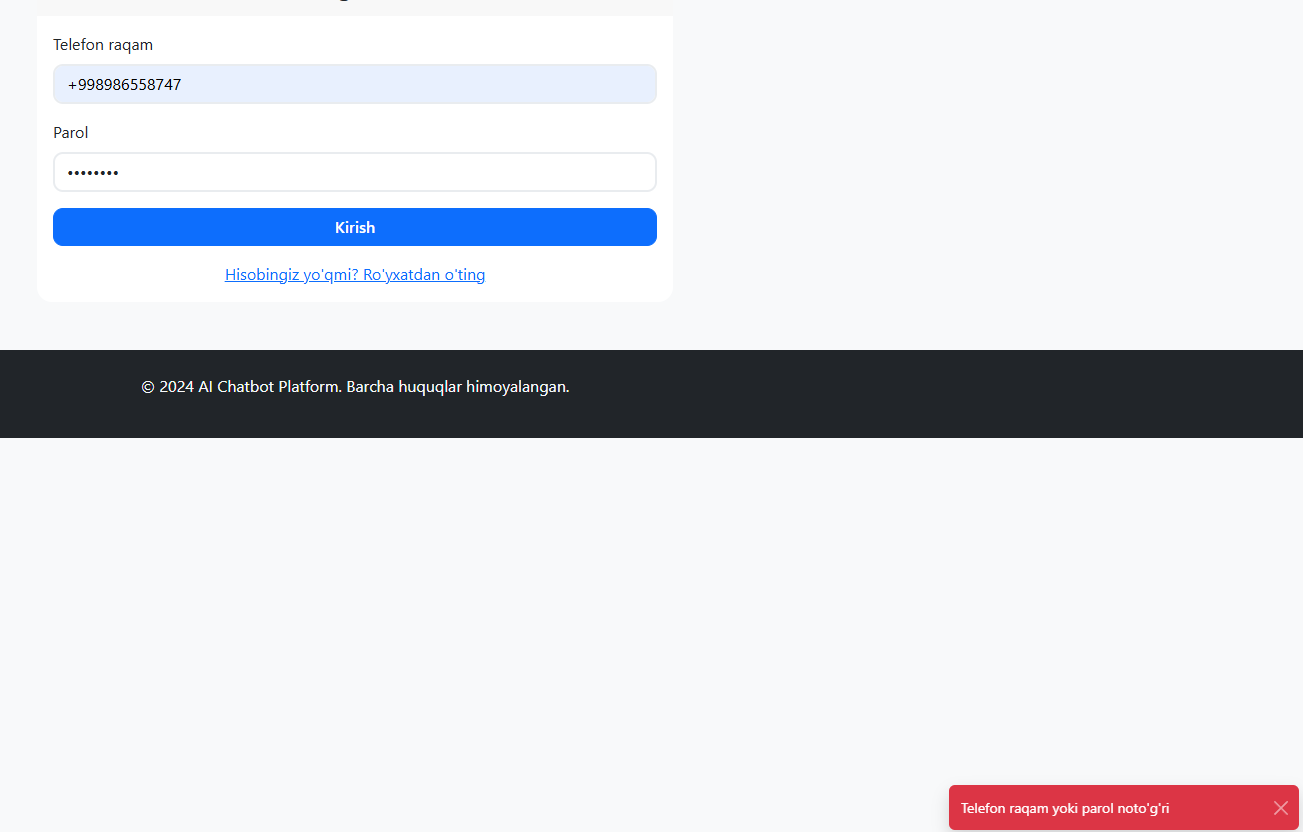 Telefon raqam
+998986558747
Parol
••••••••
Kirish
Hisobingiz yo'qmi? Ro'yxatdan o'ting
© 2024 AI Chatbot Platform. Barcha huquqlar himoyalangan.
Telefon raqam yoki parol noto'g'ri